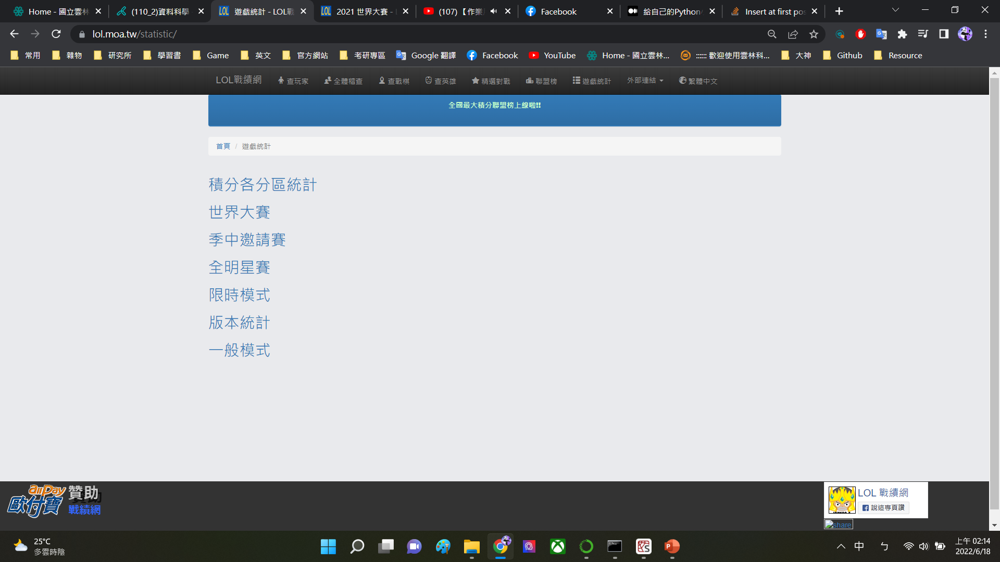 Home - 國立雲林
(110_2)資料科學
遊戲統計 - LOL戰
2021 世界大賽 -
(107)【作業
Facebook
給自己的Python
Insert at first pos
lol.moa.tw/statistic/
常用
雜物
研究所
學習書
Game
英文
官方網站
考研專區
Google 翻譯
Facebook
YouTube
Home - 國立雲林...
:::::: 歡迎使用雲林科...
大神
Github
Resource
LOL戰績網
查玩家
全體稽查
查戰棋
查英雄
精選對戰
聯盟榜
遊戲統計
外部連結
繁體中文
全國最大積分聯盟榜上線啦!!
首頁 / 遊戲統計
積分各分區統計
世界大賽
季中邀請賽
全明星賽
限時模式
版本統計
一般模式
allPay
歐付寶
贊助
戰績網
LOL 戰績網
說這專頁讚
share
25°C
多雲時陰
中
ㄅ
上午 02:14
2022/6/18